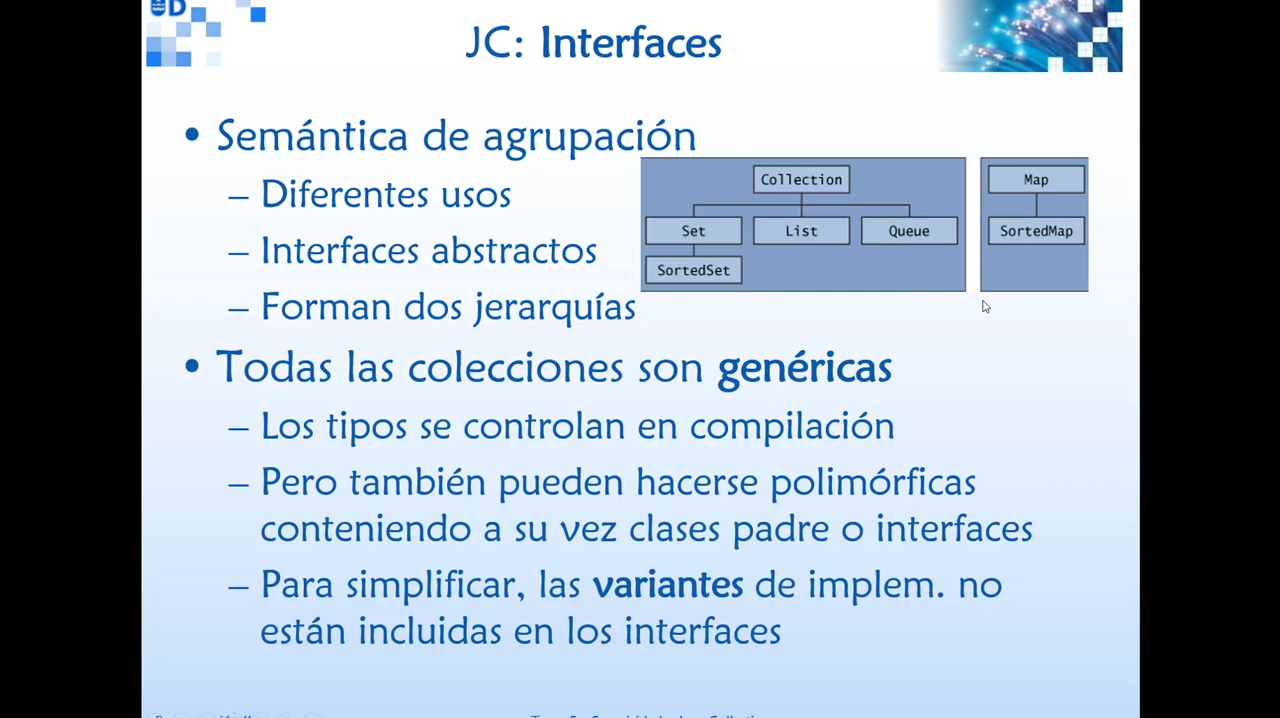 JC: Interfaces
• Semántica de agrupación
– Diferentes usos
– Interfaces abstractos
– Forman dos jerarquías
Collection
Set List Queue
SortedSet
Map
SortedMap
• Todas las colecciones son genéricas
– Los tipos se controlan en compilación
– Pero también pueden hacerse polimórficas
conteniendo a su vez clases padre o interfaces
– Para simplificar, las variantes de implem. no
están incluidas en los interfaces